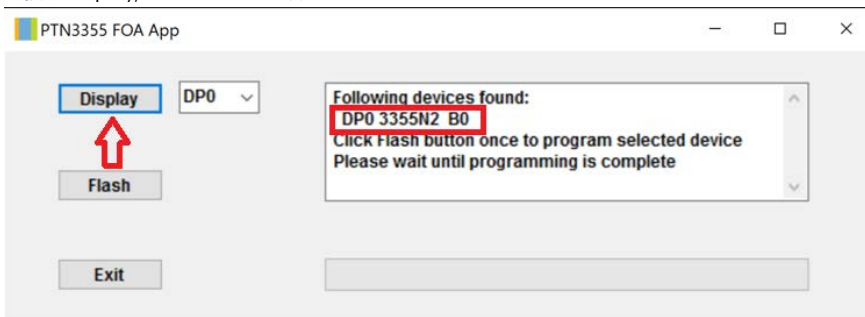 PTN3355 FOA App
Display
DP0
Following devices found:
DP0 3355N2 B0
Click Flash button once to program selected device
Please wait until programming is complete
Flash
Exit